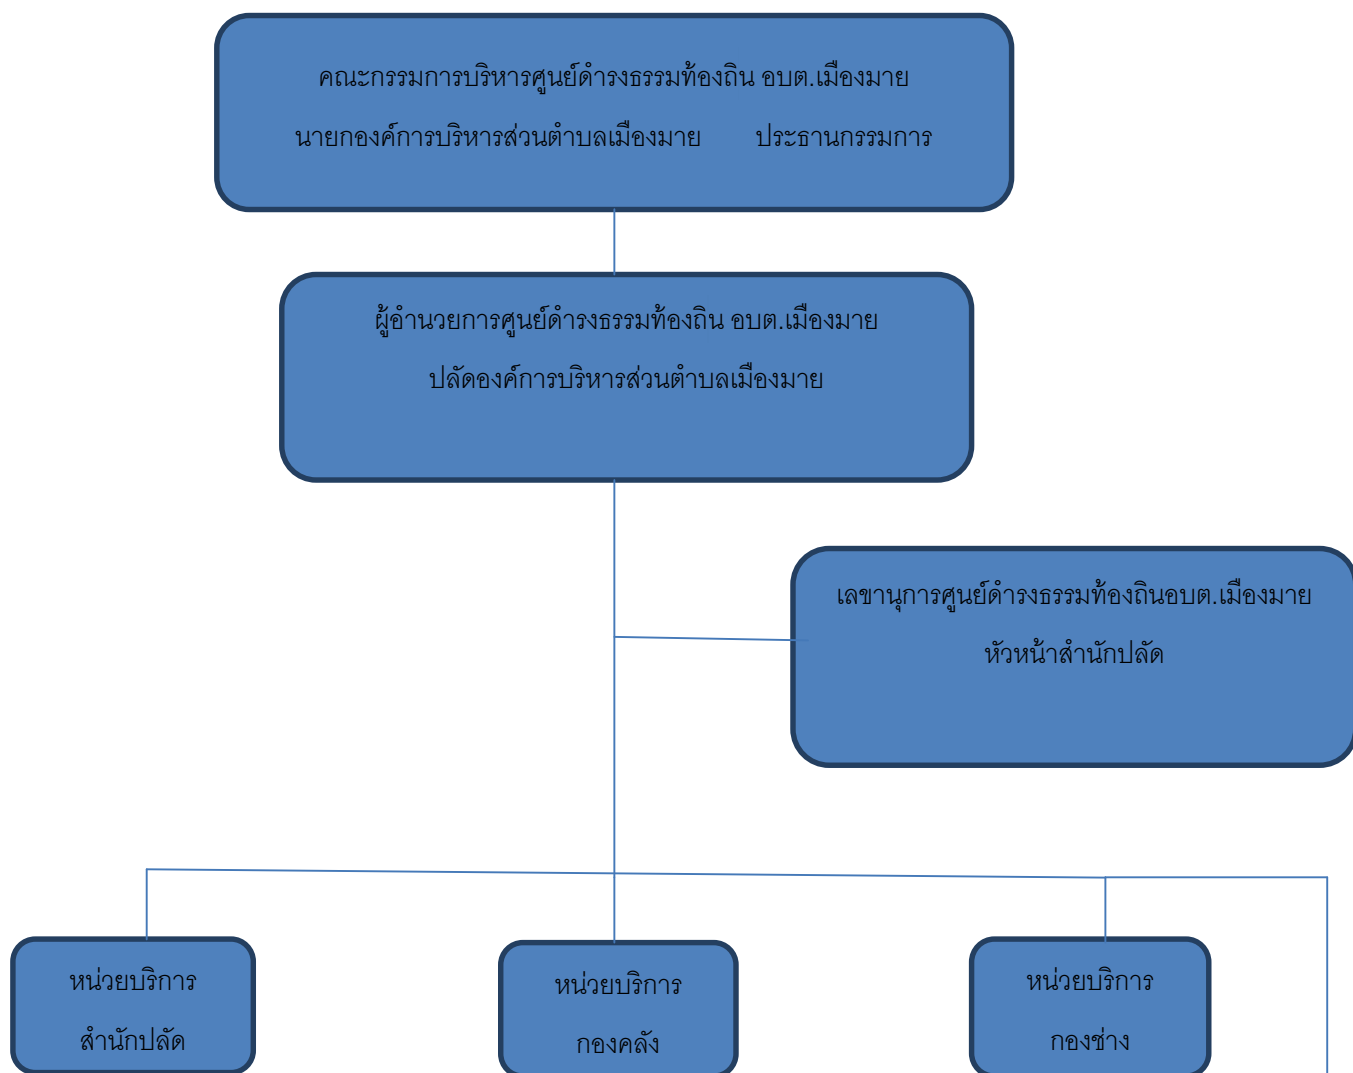 คณะกรรมการบริหารศูนย์ดำรงธรรมท้องถิ่น อบต.เมืองมาย
นายกองค์การบริหารส่วนตำบลเมืองมาย ประธานกรรมการ
ผู้อำนวยการศูนย์ดำรงธรรมท้องถิ่น อบต.เมืองมาย
ปลัดองค์การบริหารส่วนตำบลเมืองมาย
เลขานุการศูนย์ดำรงธรรมท้องถิ่นอบต.เมืองมาย
หัวหน้าสำนักปลัด
หน่วยบริการ
สำนักปลัด
หน่วยบริการ
กองคลัง
หน่วยบริการ
กองช่าง